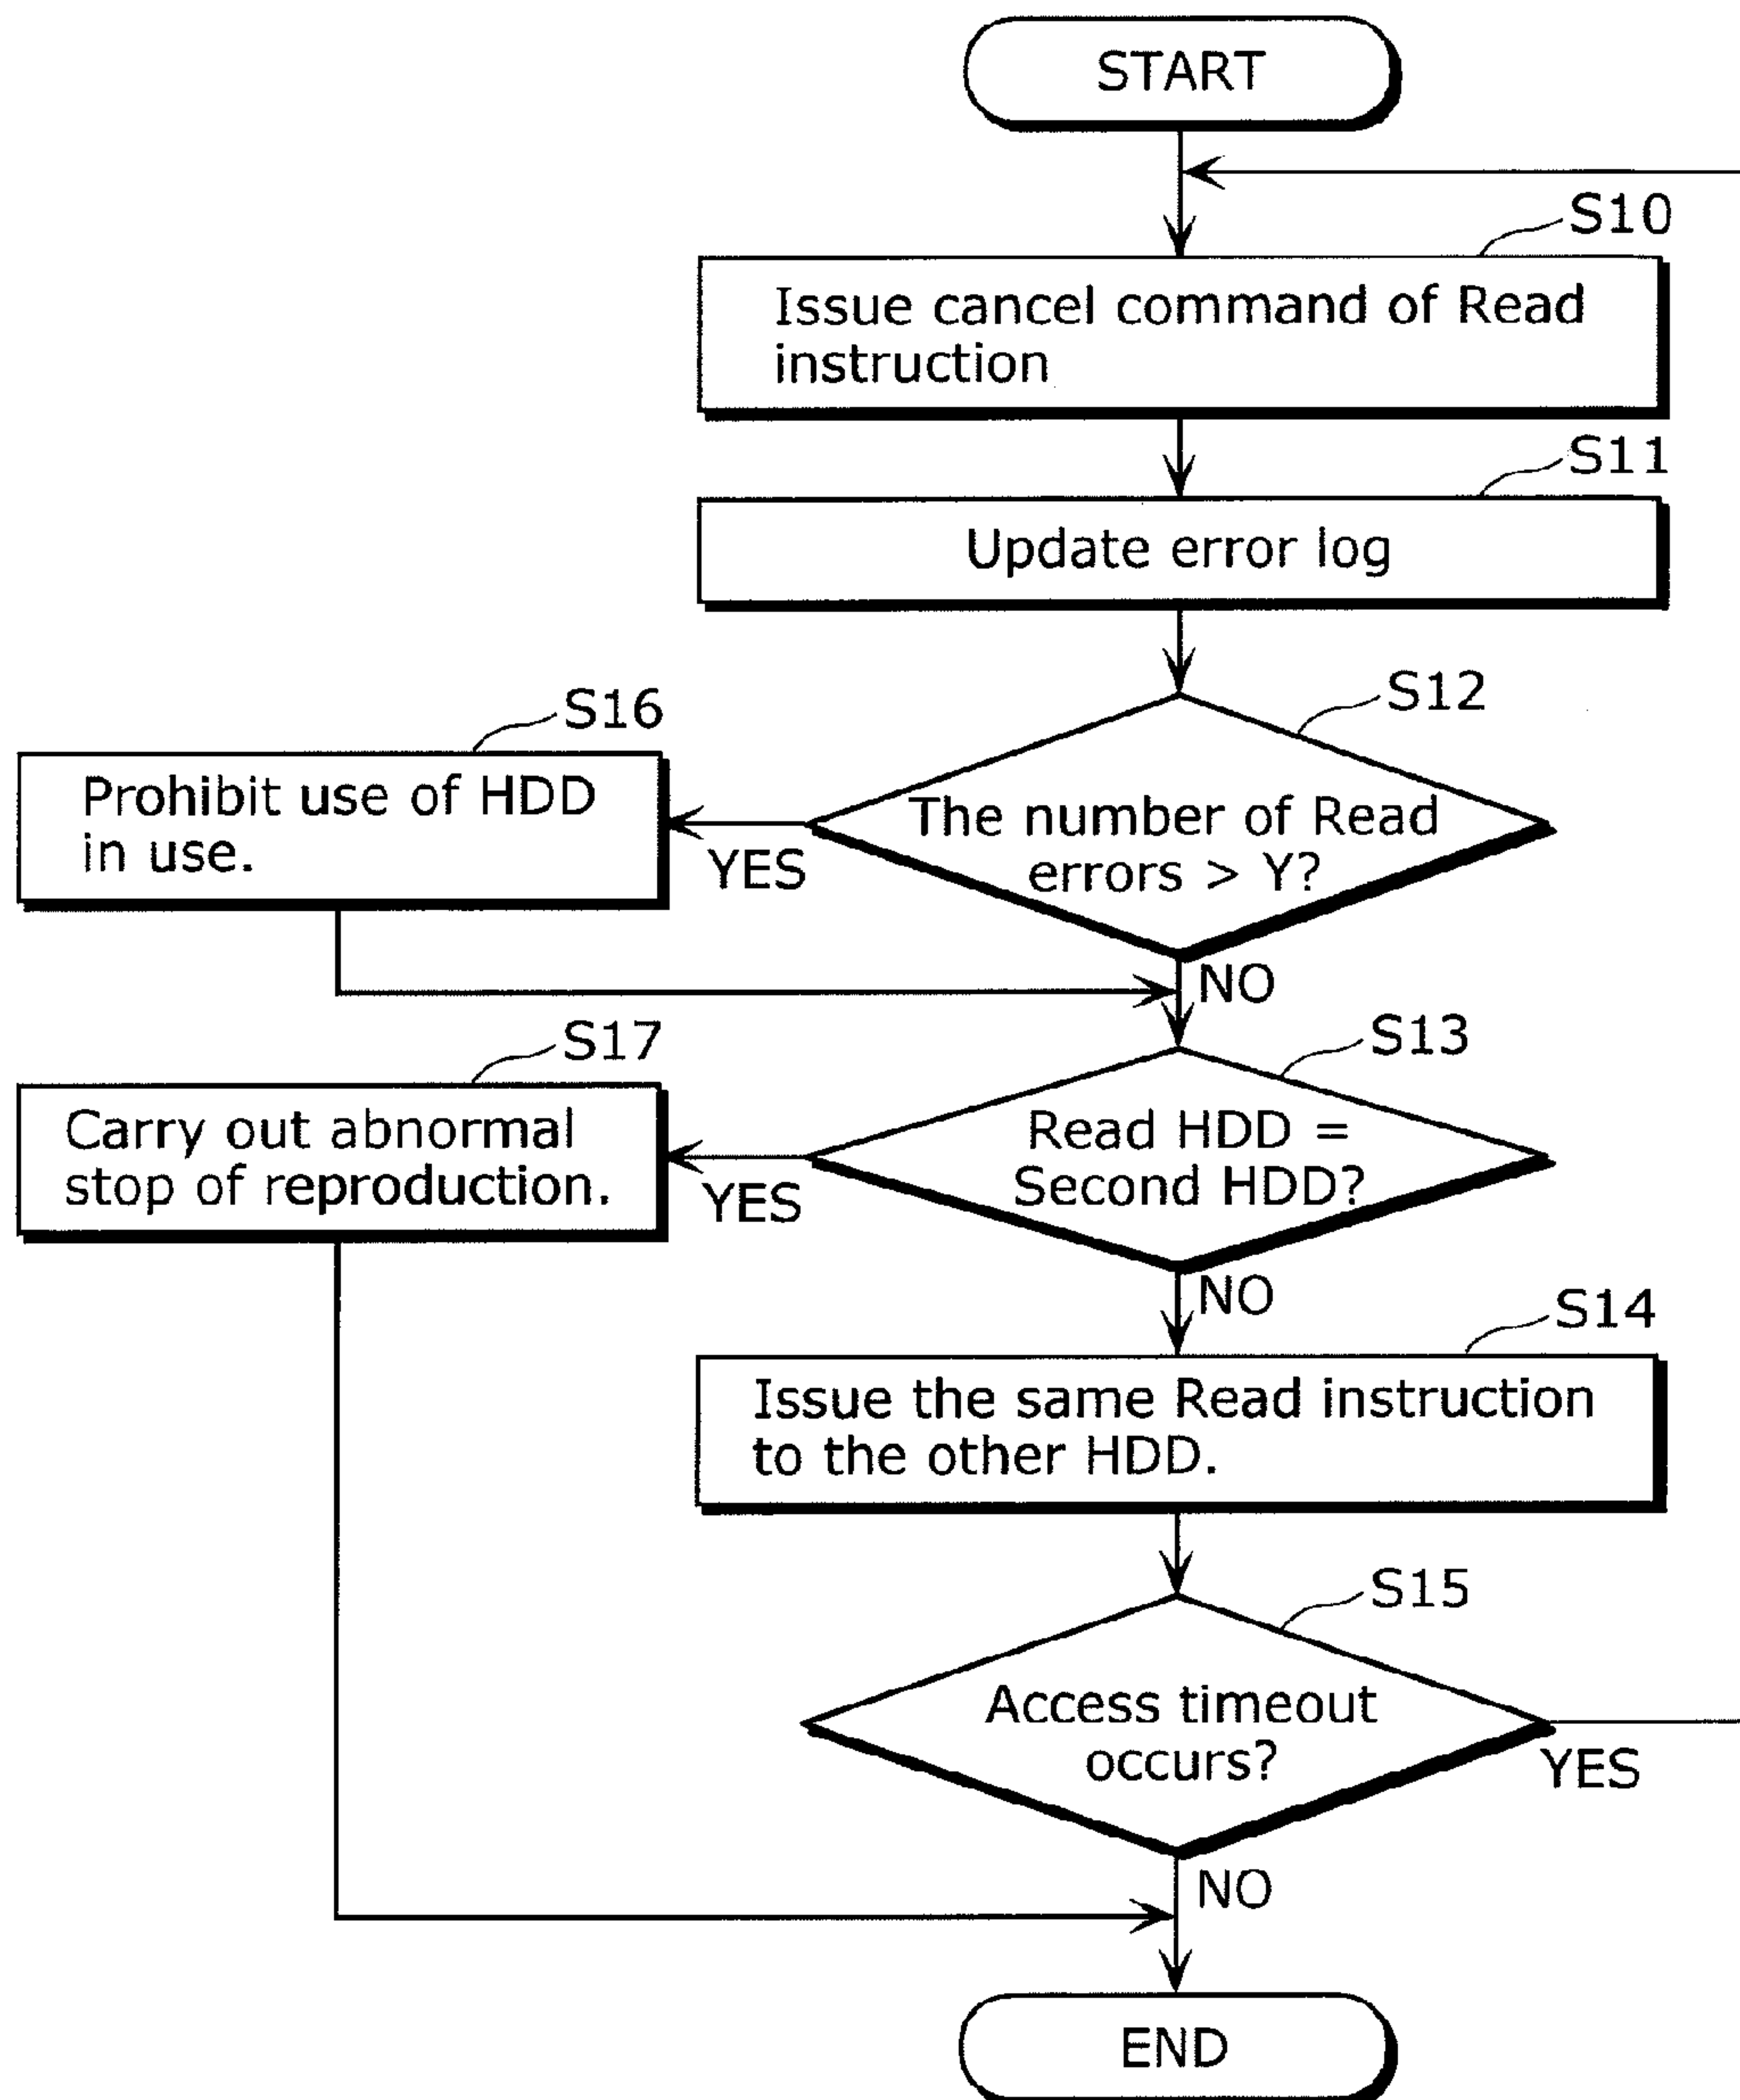 START
S10
Issue cancel command of Read
instruction
S11
Update error log
S12
S16
Prohibit use of HDD
in use.
YES
The number of Read
errors > Y?
NO
S13
S17
Carry out abnormal
stop of reproduction.
YES
Read HDD =
Second HDD?
NO
S14
Issue the same Read instruction
to the other HDD.
S15
Access timeout
occurs?
YES
NO
END